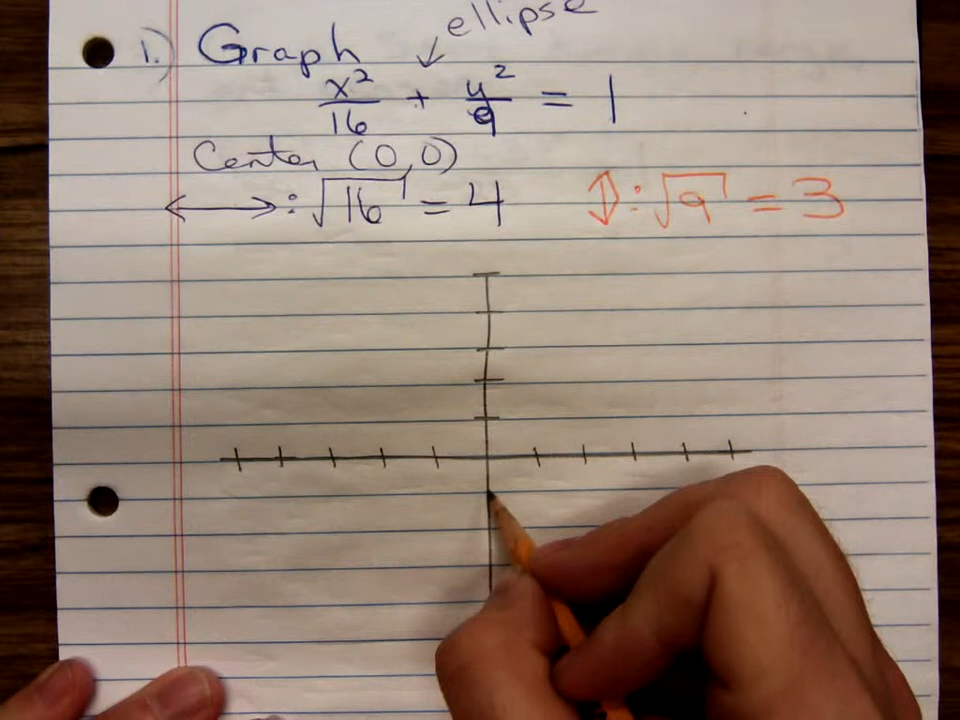 ellipse
1.) Graph ↓
x²/16 + y²/9 = 1
Center (0,0)
↔ : √16 = 4 ↕ : √9 = 3